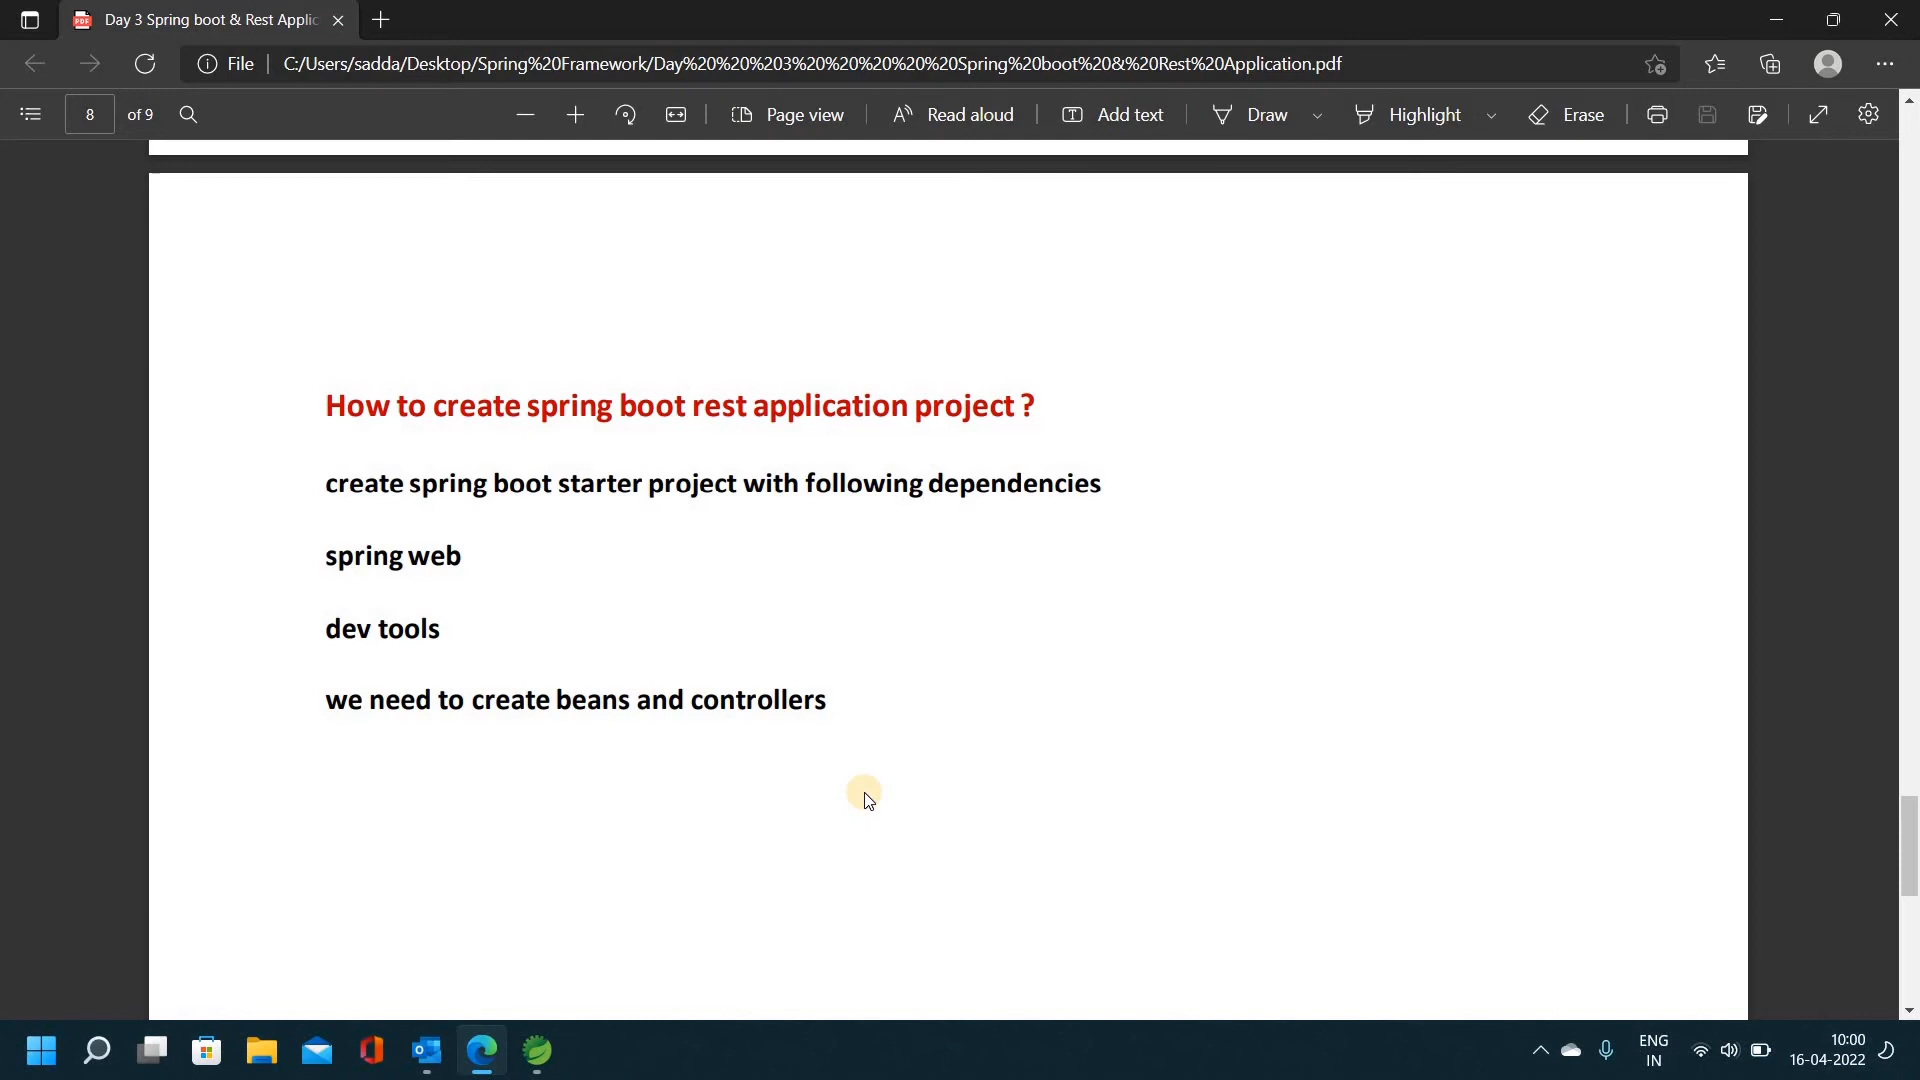 Day 3 Spring boot & Rest Applic
File
C:/Users/sadda/Desktop/Spring%20Framework/Day%20%20%203%20%20%20%20%20Spring%20boot%20&%20Rest%20Application.pdf
8 of 9
Page view
Read aloud
Add text
Draw
Highlight
Erase
How to create spring boot rest application project ?
create spring boot starter project with following dependencies
spring web
dev tools
we need to create beans and controllers
ENG
IN
10:00
16-04-2022